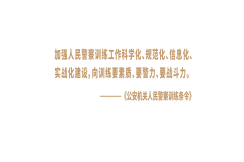 加强人民警察训练工作科学化、规范化、信息化、
实战化建设，向训练要素质、要警力、要战斗力。
————《公安机关人民警察训练条令》